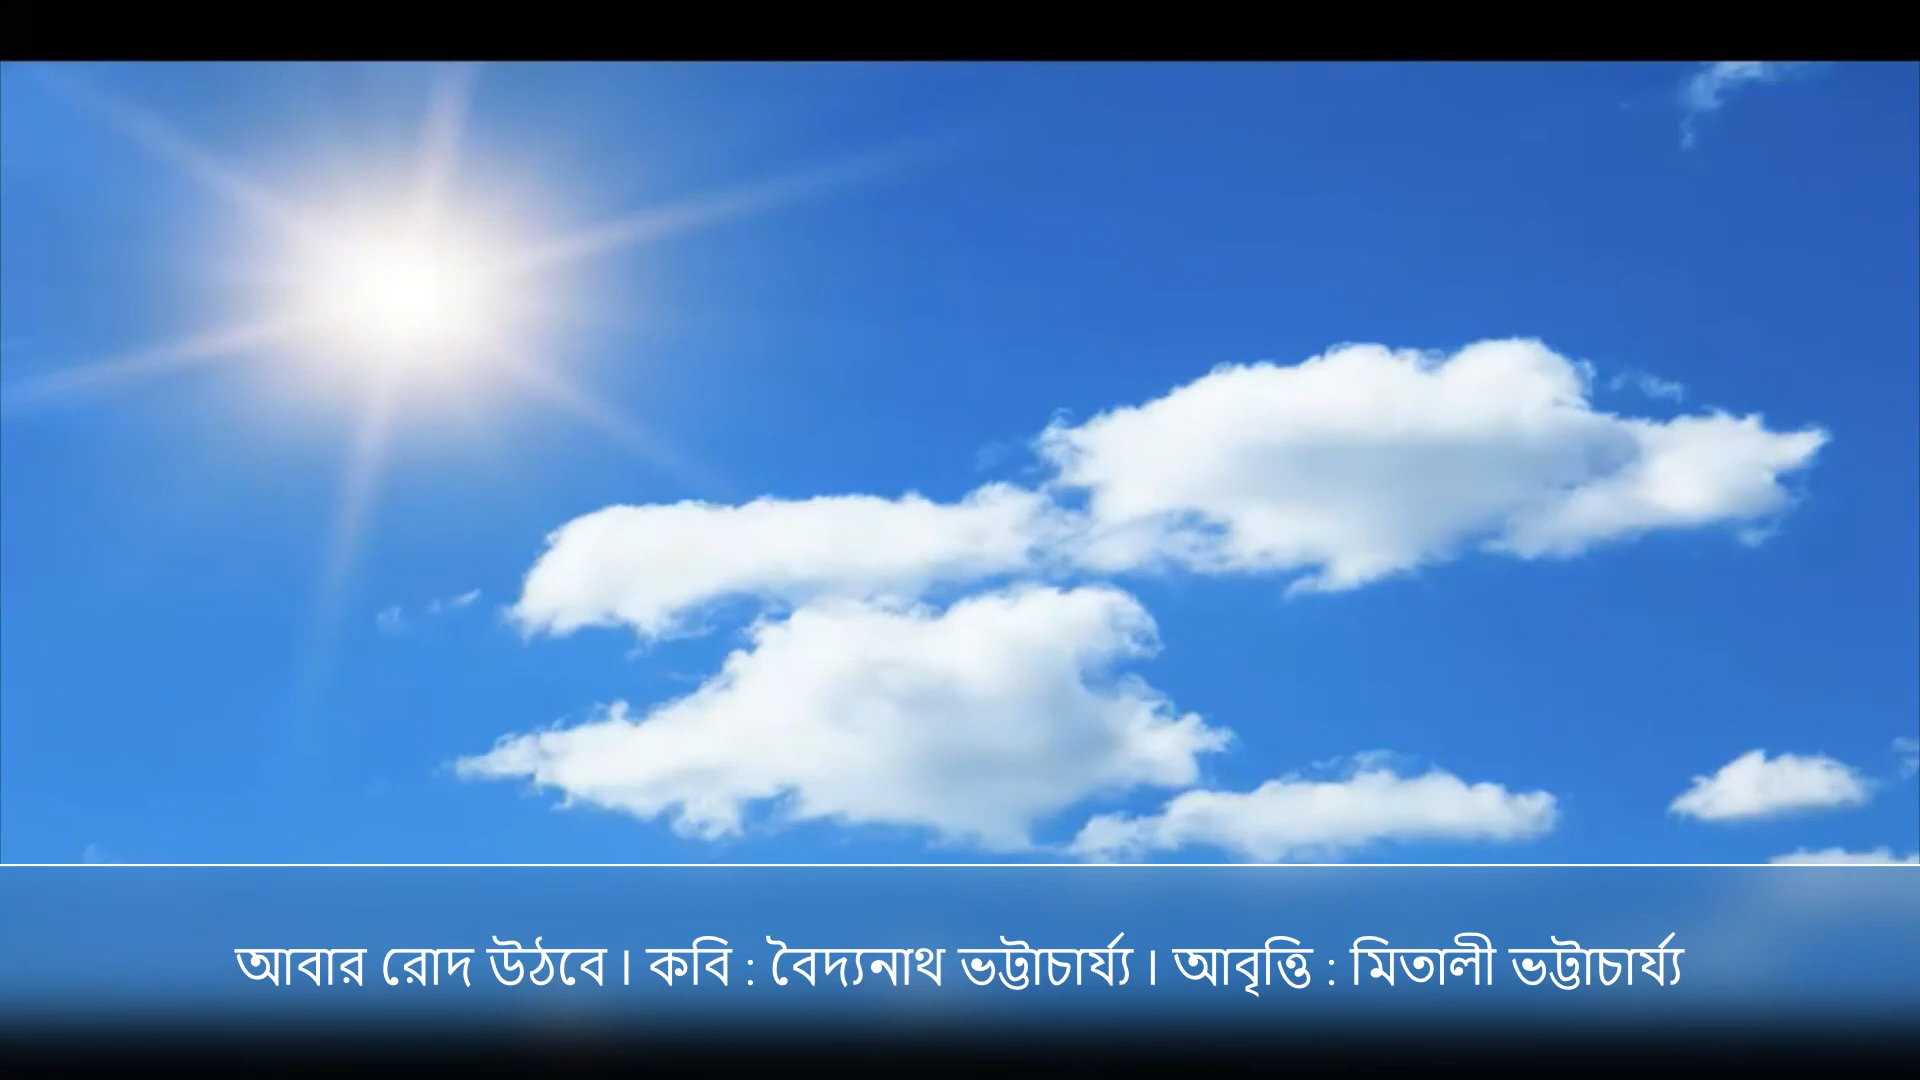 আবার রোদ উঠবে। কবি : বৈদ্যনাথ ভট্টাচার্য্য। আবৃত্তি : মিতালী ভট্টাচার্য্য